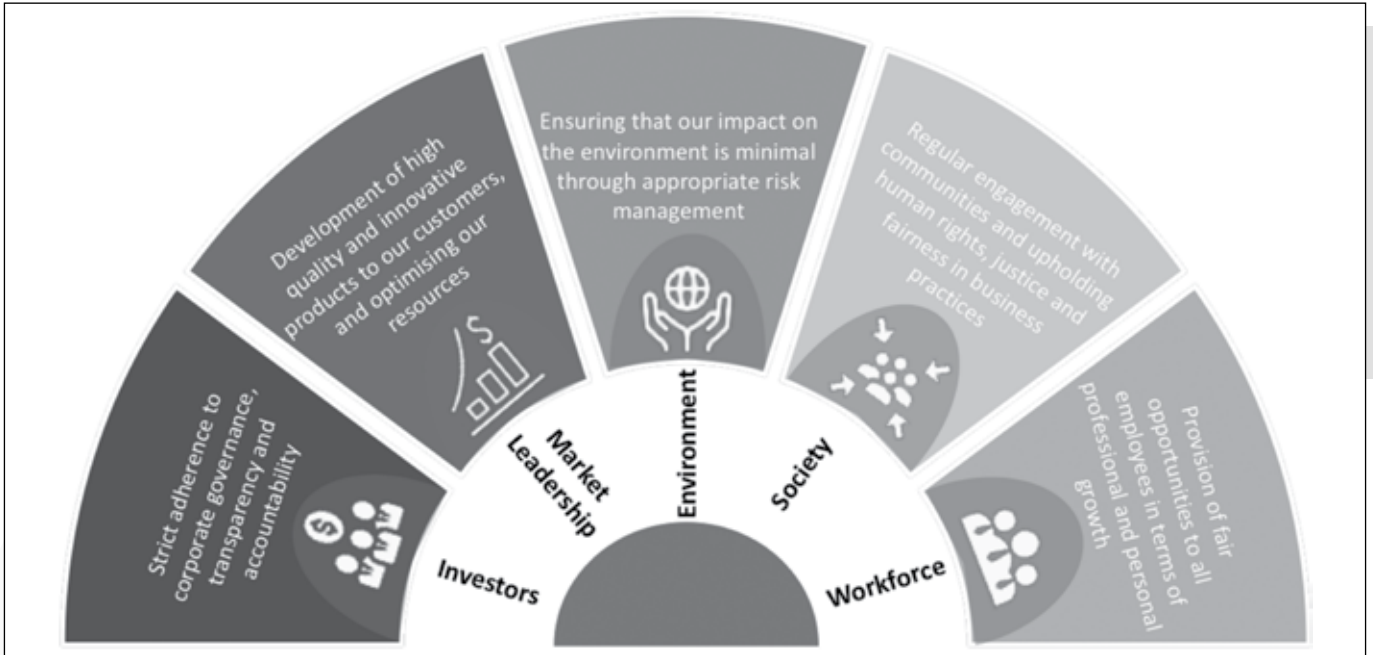 Strict adherence to
corporate governance,
transparency and
accountability
Investors
Development of high
quality and innovative
products to our customers,
and optimising our
resources
Market
Leadership
Ensuring that our impact on
the environment is minimal
through appropriate risk
management
Environment
Regular engagement with
communities and upholding
human rights, justice and
fairness in business
practices
Society
Provision of fair
opportunities to all
employees in terms of
professional and personal
growth
Workforce